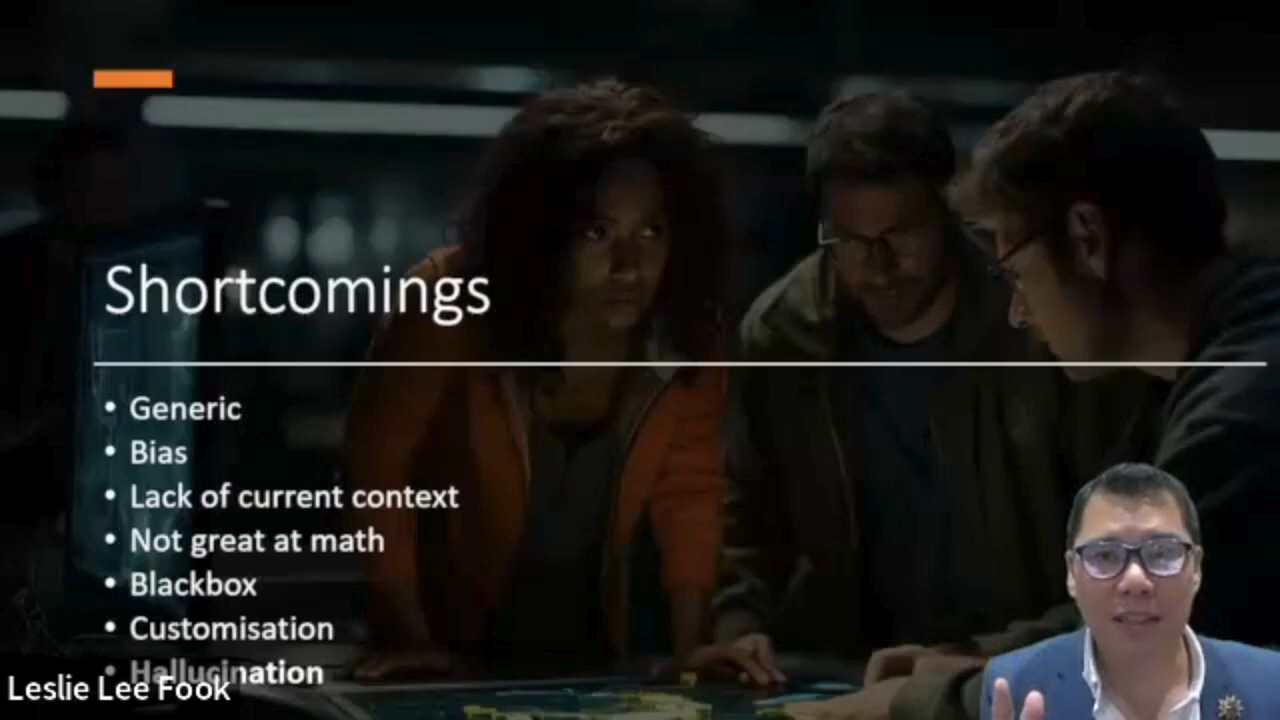 Shortcomings
• Generic
• Bias
• Lack of current context
• Not great at math
• Blackbox
• Customisation
• Hallucination
Leslie Lee Fook